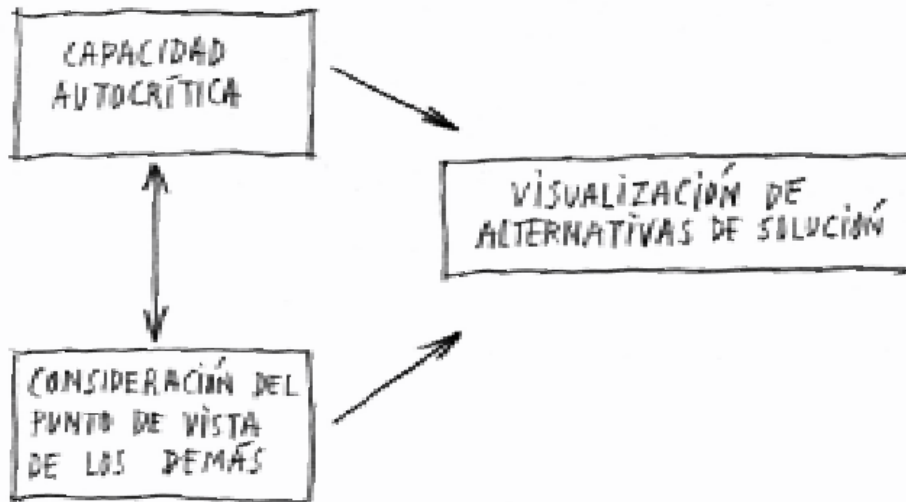 CAPACIDAD
AUTOCRÍTICA
VISUALIZACIÓN DE
ALTERNATIVAS DE SOLUCIÓN
CONSIDERACIÓN DEL
PUNTO DE VISTA
DE LOS DEMÁS